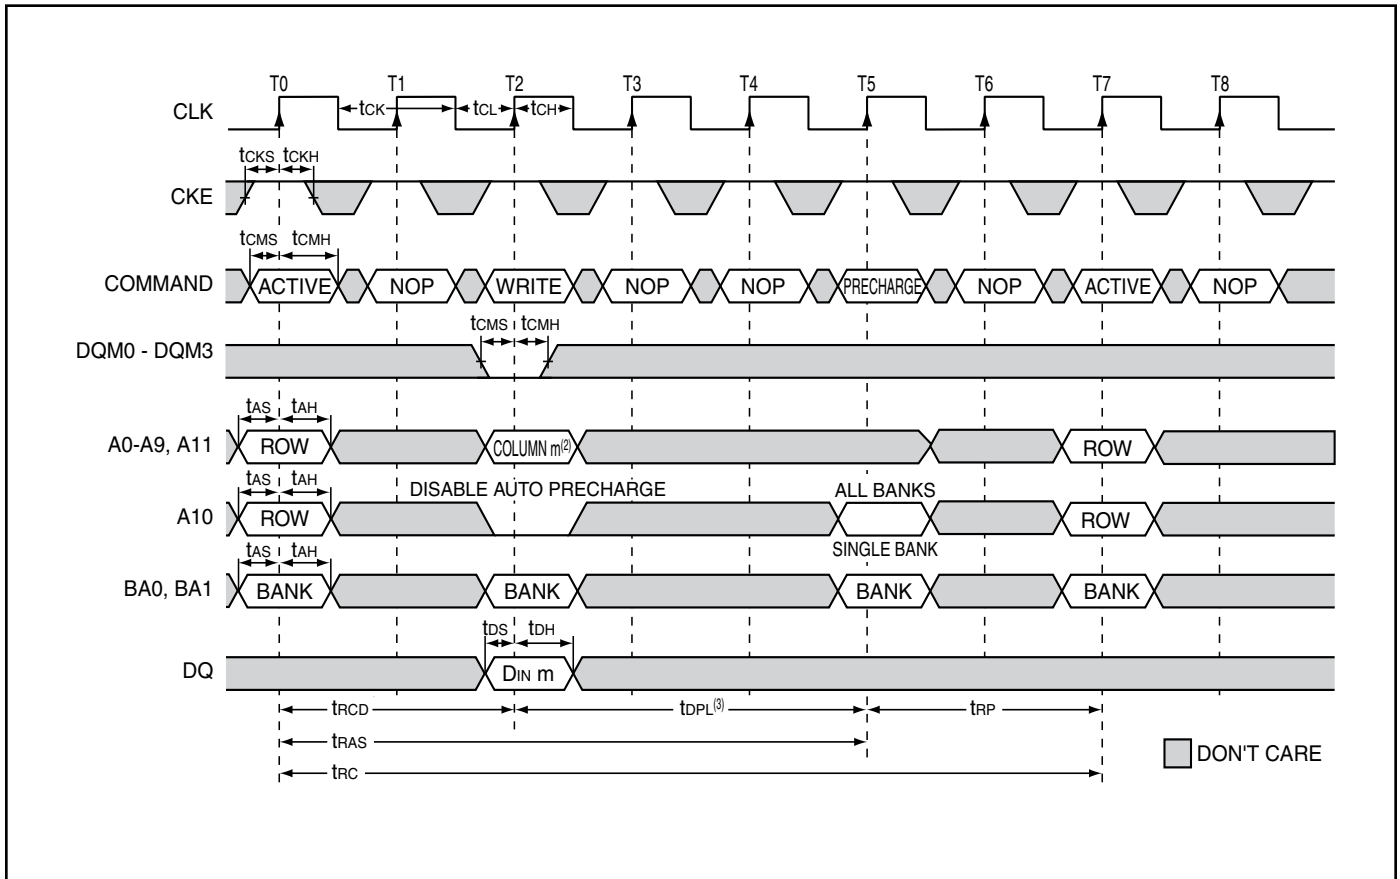 T0 T1 T2 T3 T4 T5 T6 T7 T8
CLK tCK tCL tCH
tCKS tCKH
CKE
tCMS tCMH
COMMAND ACTIVE NOP WRITE NOP NOP PRECHARGE NOP ACTIVE NOP
tCMS tCMH
DQM0 - DQM3
tAS tAH
A0-A9, A11 ROW COLUMN m(2) ROW
tAS tAH DISABLE AUTO PRECHARGE ALL BANKS
A10 ROW ROW
tAS tAH SINGLE BANK
BA0, BA1 BANK BANK BANK BANK
tDS tDH
DQ DIN m
tRCD tDPL(3) tRP
tRAS
tRC
DON'T CARE